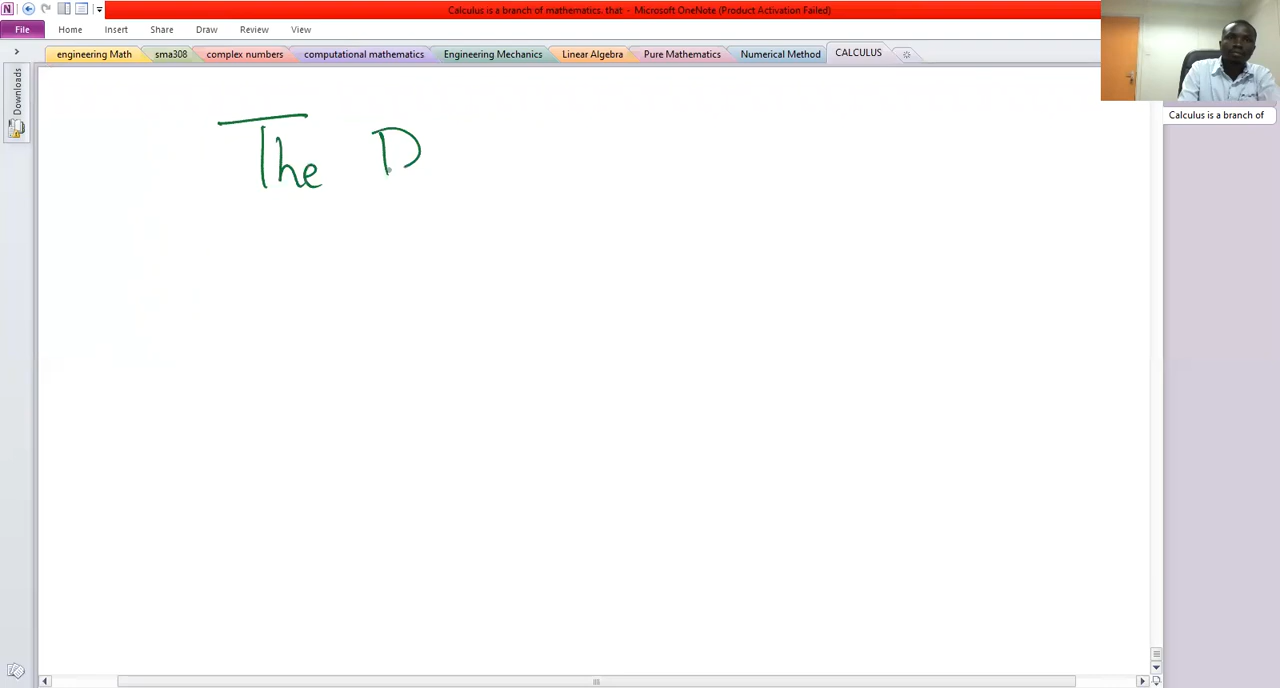 Calculus is a branch of mathematics. that - Microsoft OneNote (Product Activation Failed)
File Home Insert Share Draw Review View
engineering Math sma308 complex numbers computational mathematics Engineering Mechanics Linear Algebra Pure Mathematics Numerical Method CALCULUS
Downloads
Calculus is a branch of
The D